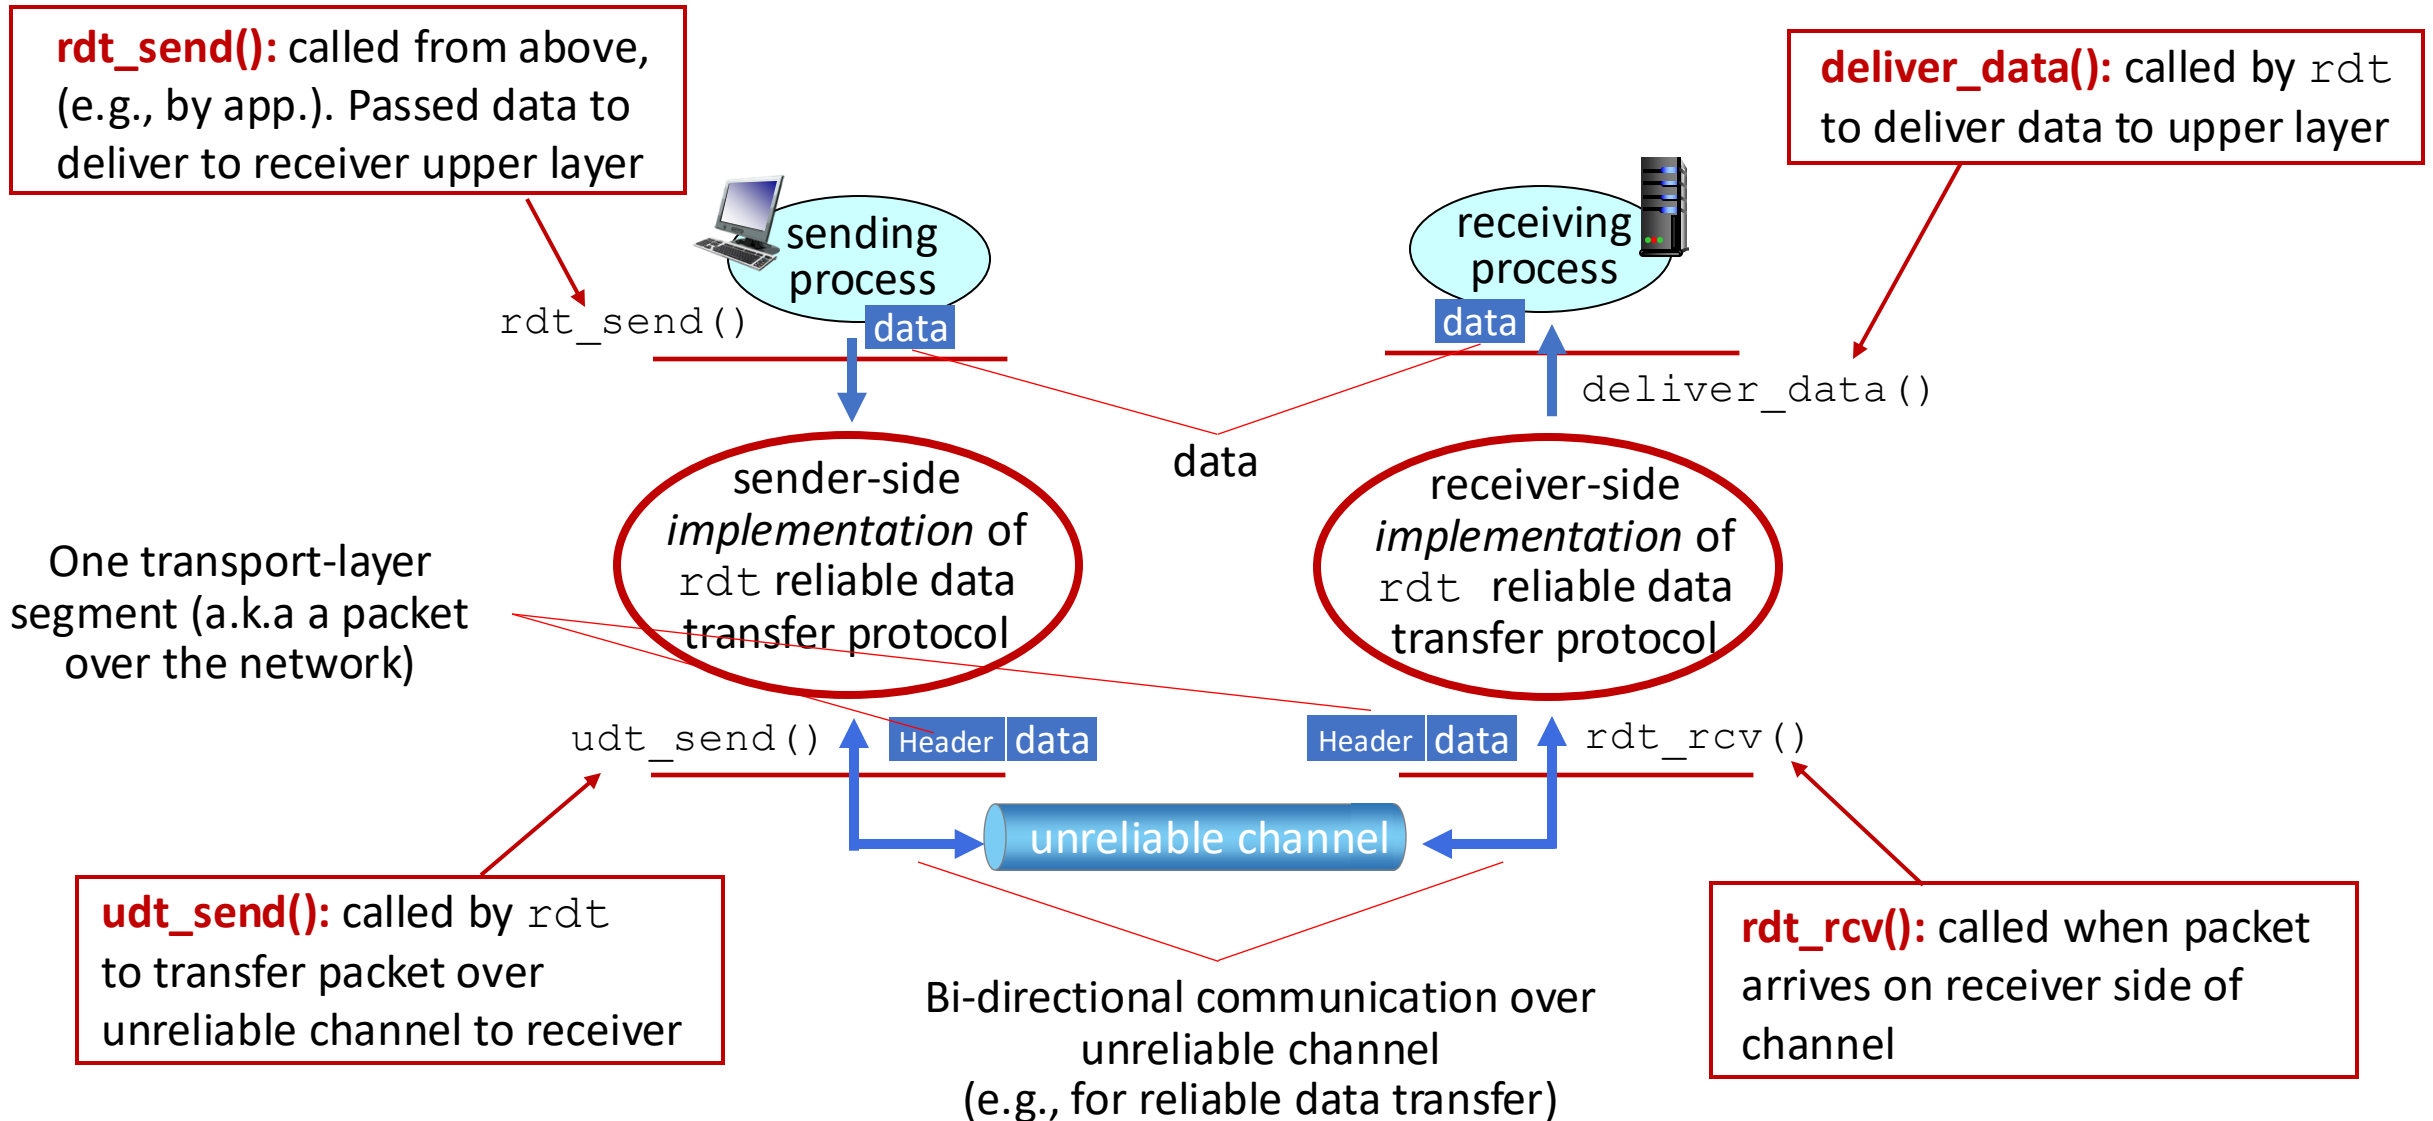 rdt_send(): called from above,
(e.g., by app.). Passed data to
deliver to receiver upper layer
deliver_data(): called by rdt
to deliver data to upper layer
sending
process
receiving
process
rdt_send()
data
data
deliver_data()
data
sender-side
implementation of
rdt reliable data
transfer protocol
receiver-side
implementation of
rdt reliable data
transfer protocol
One transport-layer
segment (a.k.a a packet
over the network)
udt_send()
Header data
Header data
rdt_rcv()
unreliable channel
udt_send(): called by rdt
to transfer packet over
unreliable channel to receiver
Bi-directional communication over
unreliable channel
(e.g., for reliable data transfer)
rdt_rcv(): called when packet
arrives on receiver side of
channel